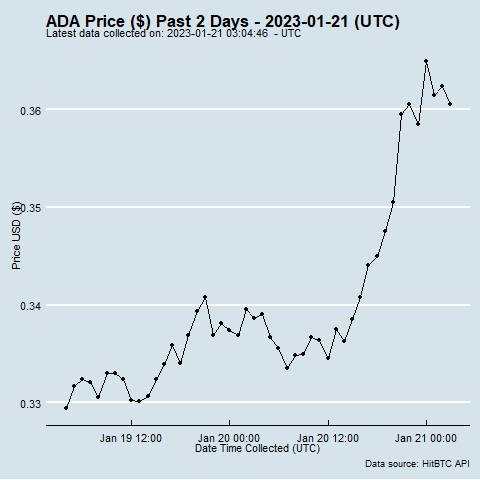 ADA Price ($) Past 2 Days - 2023-01-21 (UTC)
Latest data collected on: 2023-01-21 03:04:46 - UTC
0.36
0.35
0.34
0.33
Price USD ($)
Jan 19 12:00 Jan 20 00:00 Jan 20 12:00 Jan 21 00:00
Date Time Collected (UTC)
Data source: HitBTC API